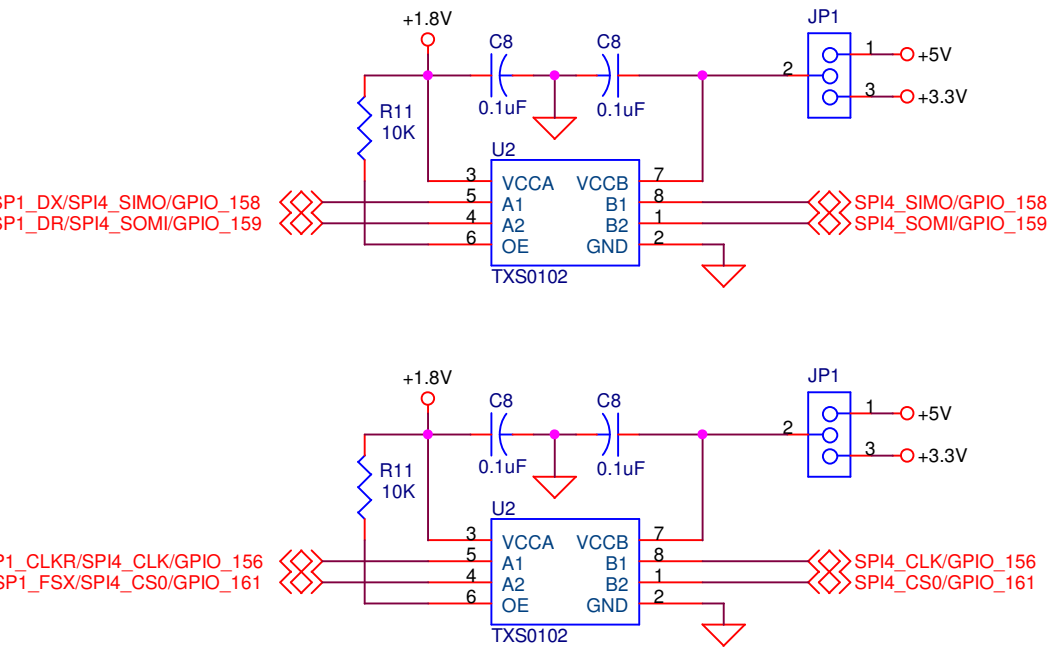 +1.8V
JP1
C8
C8
1
+5V
2
R11
10K
0.1uF
0.1uF
3
+3.3V
U2
3
VCCA
VCCB
7
SP1_DX/SPI4_SIMO/GPIO_158
5
A1
B1
8
SPI4_SIMO/GPIO_158
SP1_DR/SPI4_SOMI/GPIO_159
4
A2
B2
1
SPI4_SOMI/GPIO_159
6
OE
GND
2
TXS0102
+1.8V
JP1
C8
C8
1
+5V
2
R11
10K
0.1uF
0.1uF
3
+3.3V
U2
3
VCCA
VCCB
7
P1_CLKR/SPI4_CLK/GPIO_156
5
A1
B1
8
SPI4_CLK/GPIO_156
SP1_FSX/SPI4_CS0/GPIO_161
4
A2
B2
1
SPI4_CS0/GPIO_161
6
OE
GND
2
TXS0102